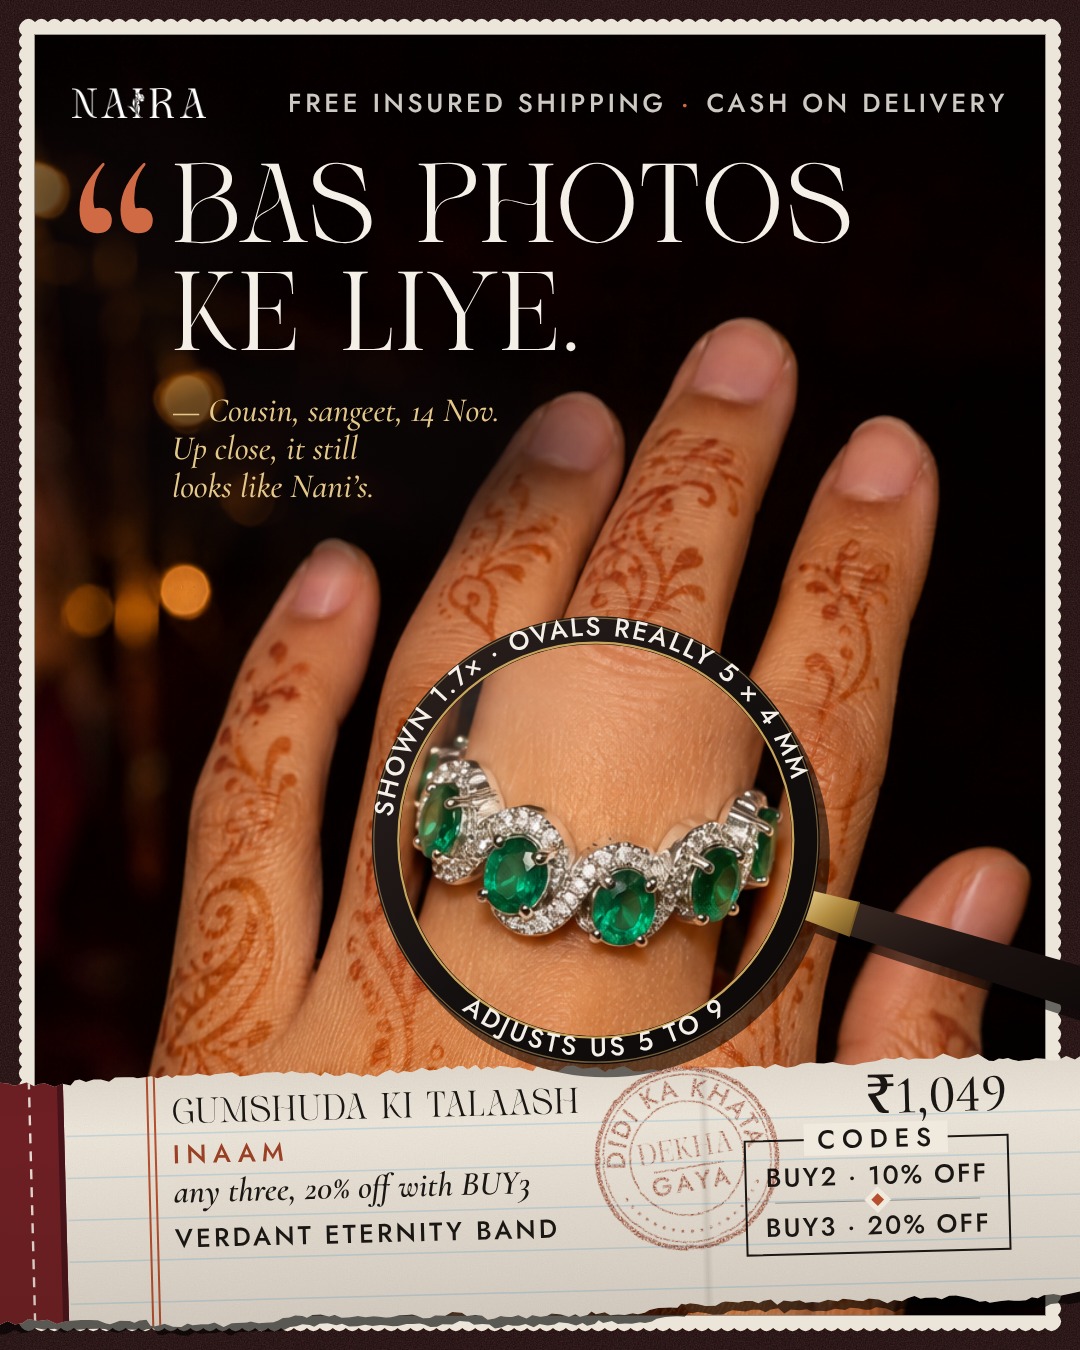 NAIRA
FREE INSURED SHIPPING · CASH ON DELIVERY
“BAS PHOTOS
KE LIYE.
— Cousin, sangeet, 14 Nov.
Up close, it still
looks like Nani’s.
SHOWN 1.7× · OVALS REALLY 5 × 4 MM
ADJUSTS US 5 TO 9
GUMSHUDA KI TALAASH
INAAM
any three, 20% off with BUY3
VERDANT ETERNITY BAND
DIDI KA KHATA
DEKHA
GAYA
₹1,049
CODES
BUY2 · 10% OFF
BUY3 · 20% OFF